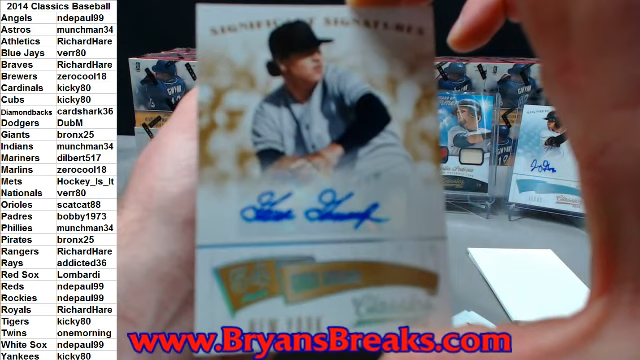 2014 Classics Baseball
Angels ndepaul99
Astros munchman34
Athletics RichardHare
Blue Jays verr80
Braves RichardHare
Brewers zerocool18
Cardinals kicky80
Cubs kicky80
Diamondbacks cardshark36
Dodgers DubM
Giants bronx25
Indians munchman34
Mariners dilbert517
Marlins zerocool18
Mets Hockey_Is_It
Nationals verr80
Orioles scatcat88
Padres bobby1973
Phillies munchman34
Pirates bronx25
Rangers RichardHare
Rays addicted36
Red Sox Lombardi
Reds ndepaul99
Rockies ndepaul99
Royals RichardHare
Tigers kicky80
Twins onemorning
White Sox ndepaul99
Yankees kicky80
SIGNIFICANT SIGNATURES
NEW YORK
Classics
GWYNN
www.BryansBreaks.com